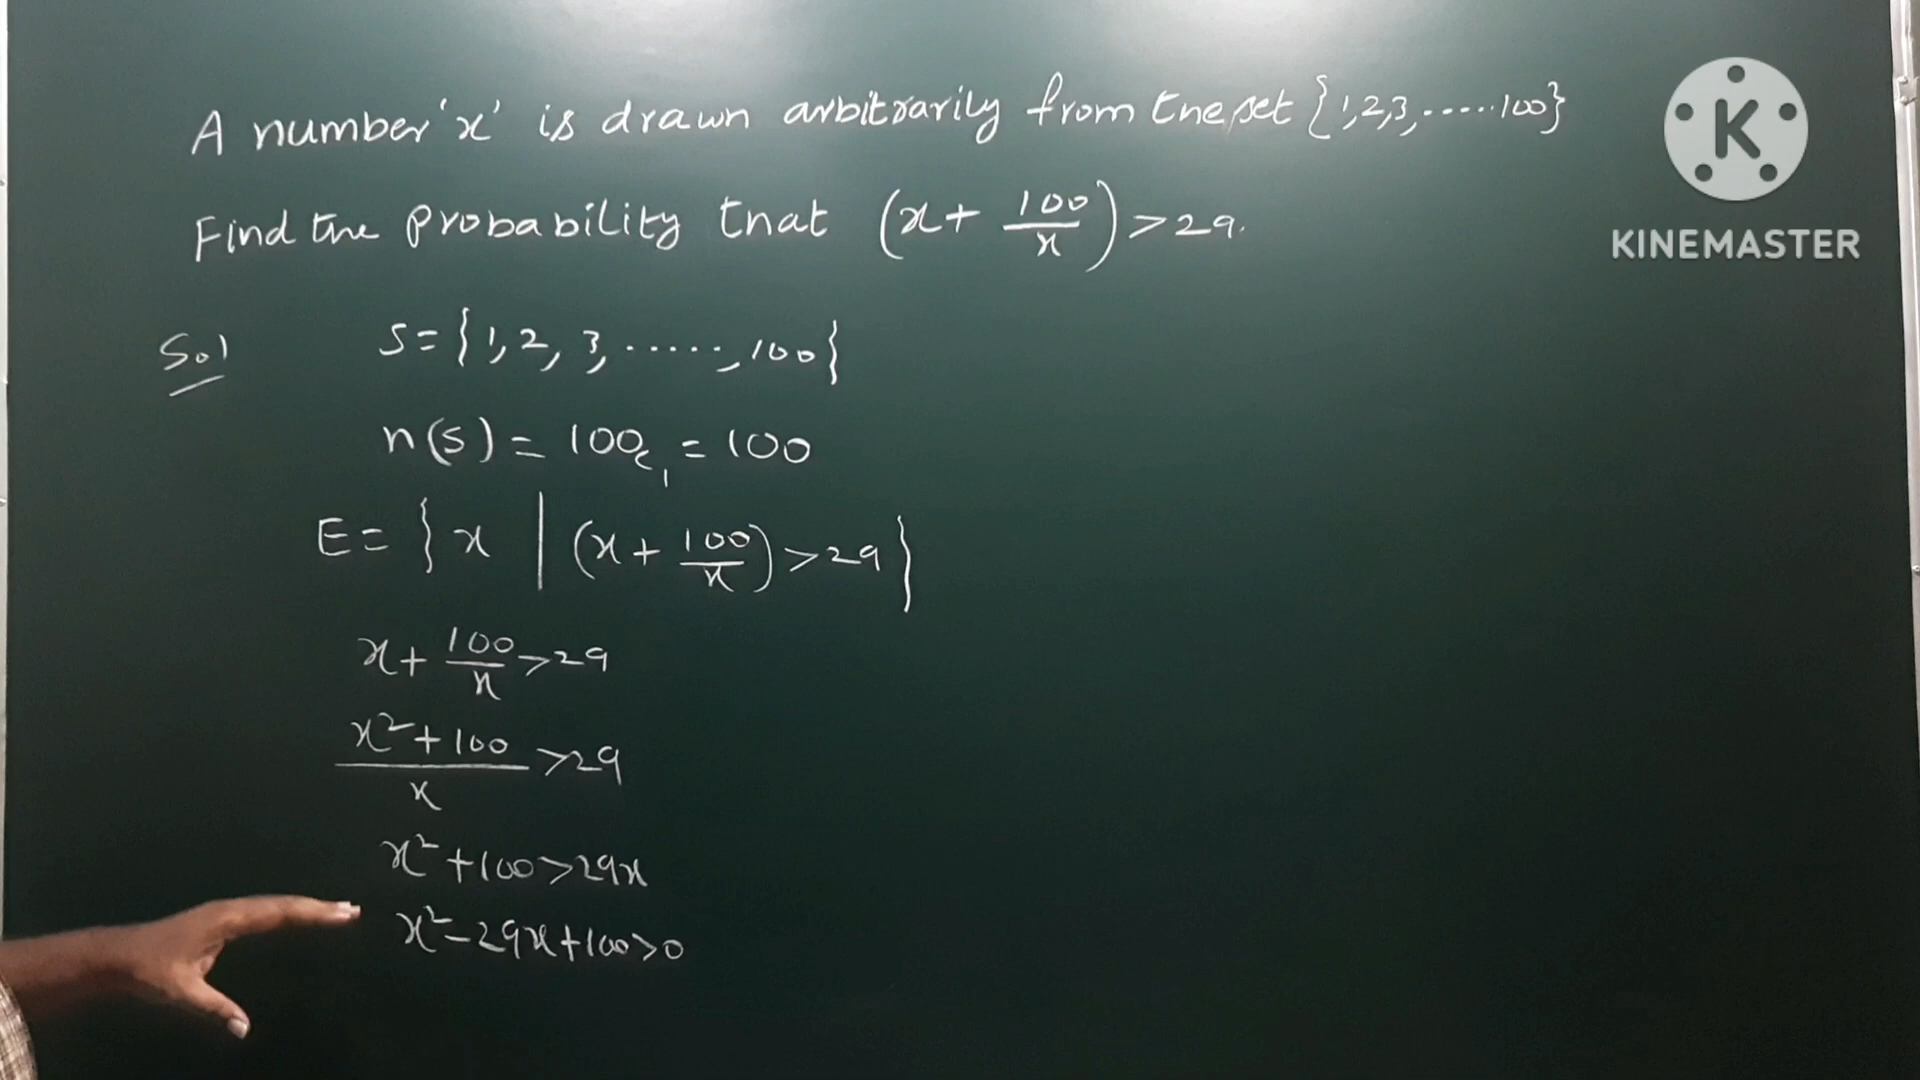 A number 'x' is drawn arbitrarily from the set {1,2,3,.....100}
Find the probability that (x + 100/x) > 29.
K
KINEMASTER
Sol
S = {1, 2, 3, ....., 100}
n(S) = 100c₁ = 100
E = {x | (x + 100/x) > 29}
x + 100/x > 29
x² + 100 / x > 29
x² + 100 > 29x
x² - 29x + 100 > 0